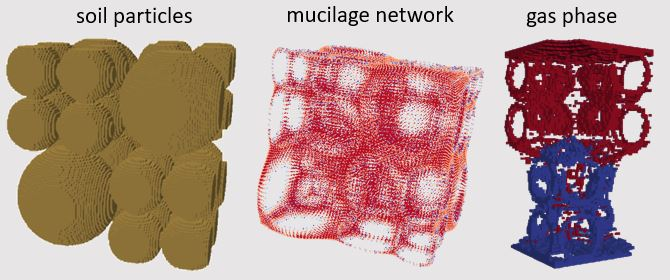 soil particles
mucilage network
gas phase